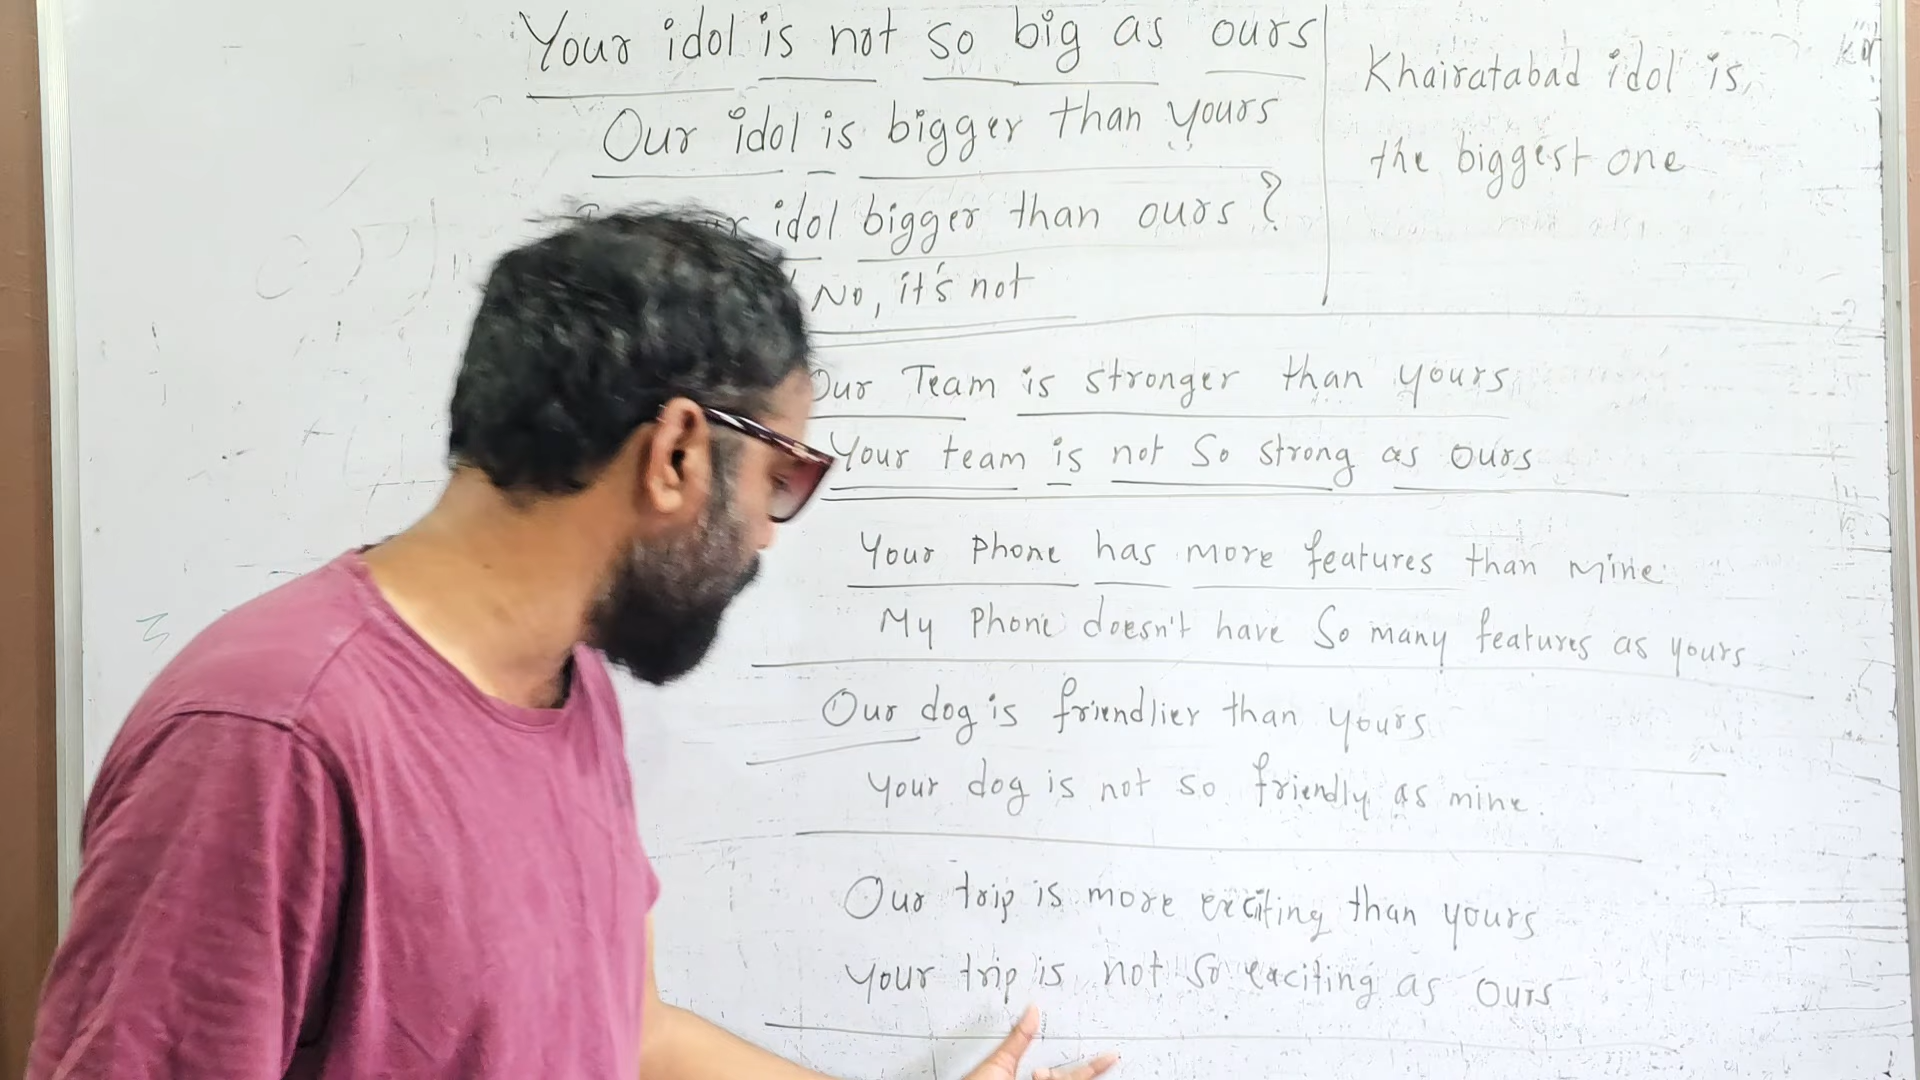 Your idol is not so big as ours
Our idol is bigger than yours
idol bigger than ours?
No, it's not
Khairatabad idol is
the biggest one
Our Team is stronger than yours
Your team is not So strong as ours
Your Phone has more features than mine
My Phone doesn't have So many features as yours
Our dog is friendlier than yours
Your dog is not so friendly as mine.
Our trip is more exciting than yours
Your trip is not So exciting as ours